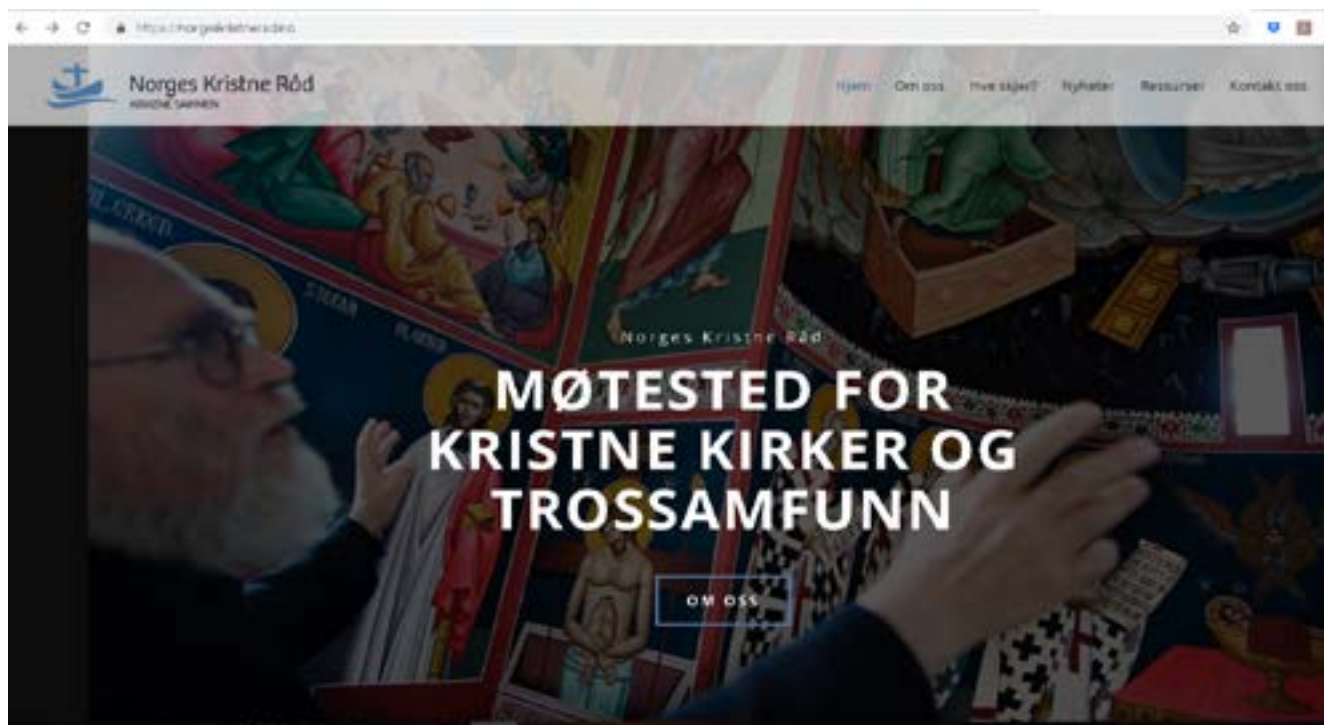 Norges Kristne Råd
Hjem Om oss Hva skjer? Nyheter Ressurser Kontakt oss
Norges Kristne Råd
MØTESTED FOR
KRISTNE KIRKER OG
TROSSAMFUNN
OM OSS